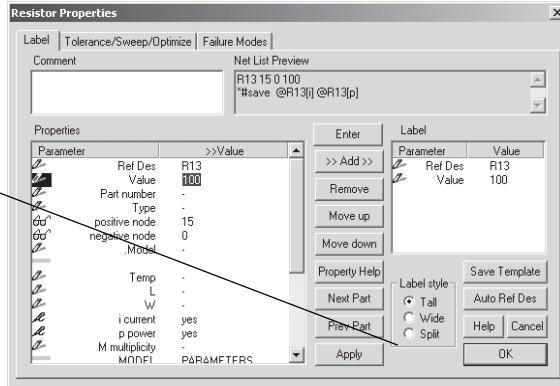 Resistor Properties
Label Tolerance/Sweep/Optimize Failure Modes
Comment
Net List Preview
R13 15 0 100
*#save @R13[i] @R13[p]
Properties
Parameter >>Value
Ref Des R13
Value 100
Part number -
Type -
positive node 15
negative node 0
.Model -
Temp -
L -
W -
i current yes
p power yes
M multiplicity -
MODEL PARAMETERS
Enter
>> Add >>
Remove
Move up
Move down
Property Help
Next Part
Prev Part
Apply
Label
Parameter Value
Ref Des R13
Value 100
Label style
Tall
Wide
Split
Save Template
Auto Ref Des
Help Cancel
OK